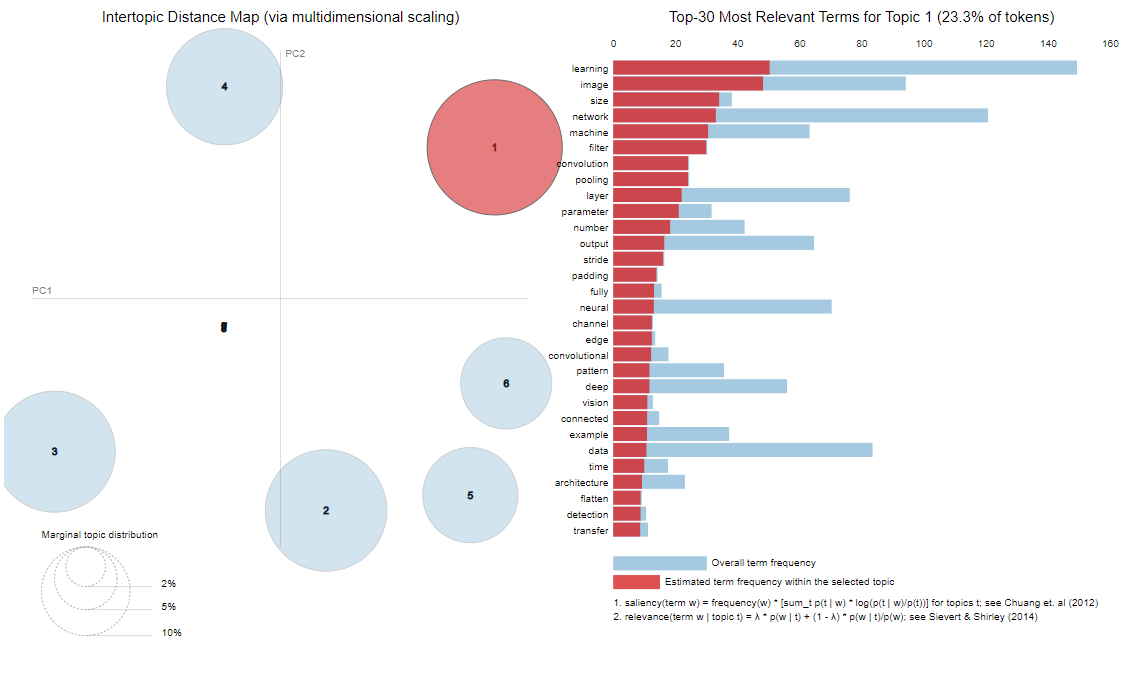 Intertopic Distance Map (via multidimensional scaling)
PC2
PC1
4
1
6
3
5
2
Marginal topic distribution
2%
5%
10%
Top-30 Most Relevant Terms for Topic 1 (23.3% of tokens)
0 20 40 60 80 100 120 140 160
learning
image
size
network
machine
filter
convolution
pooling
layer
parameter
number
output
stride
padding
fully
neural
channel
edge
convolutional
pattern
deep
vision
connected
example
data
time
architecture
flatten
detection
transfer
Overall term frequency
Estimated term frequency within the selected topic
1. saliency(term w) = frequency(w) * [sum_t p(t | w) * log(p(t | w)/p(t))] for topics t; see Chuang et. al (2012)
2. relevance(term w | topic t) = λ * p(w | t) + (1 - λ) * p(w | t)/p(w); see Sievert & Shirley (2014)